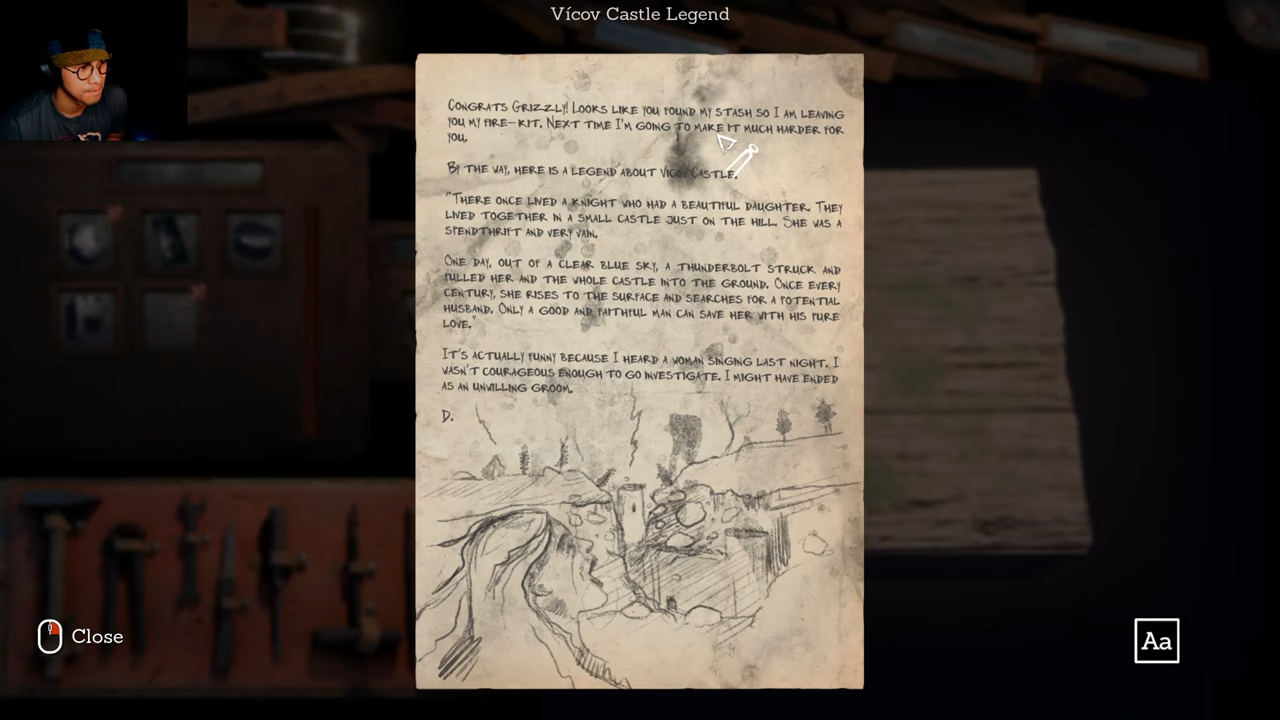 Vícov Castle Legend
Congrats Grizzly! Looks like you found my stash so I am leaving
you my fire-kit. Next time I'm going to make it much harder for
you.
By the way, here is a legend about Vícov Castle.
"There once lived a knight who had a beautiful daughter. They
lived together in a small castle just on the hill. She was a
spendthrift and very vain.
One day, out of a clear blue sky, a thunderbolt struck and
pulled her and the whole castle into the ground. Once every
century, she rises to the surface and searches for a potential
husband. Only a good and faithful man can save her with his pure
love."
It's actually funny because I heard a woman singing last night. I
wasn't courageous enough to go investigate. I might have ended
as an unwilling groom.
D.
Close
Aa